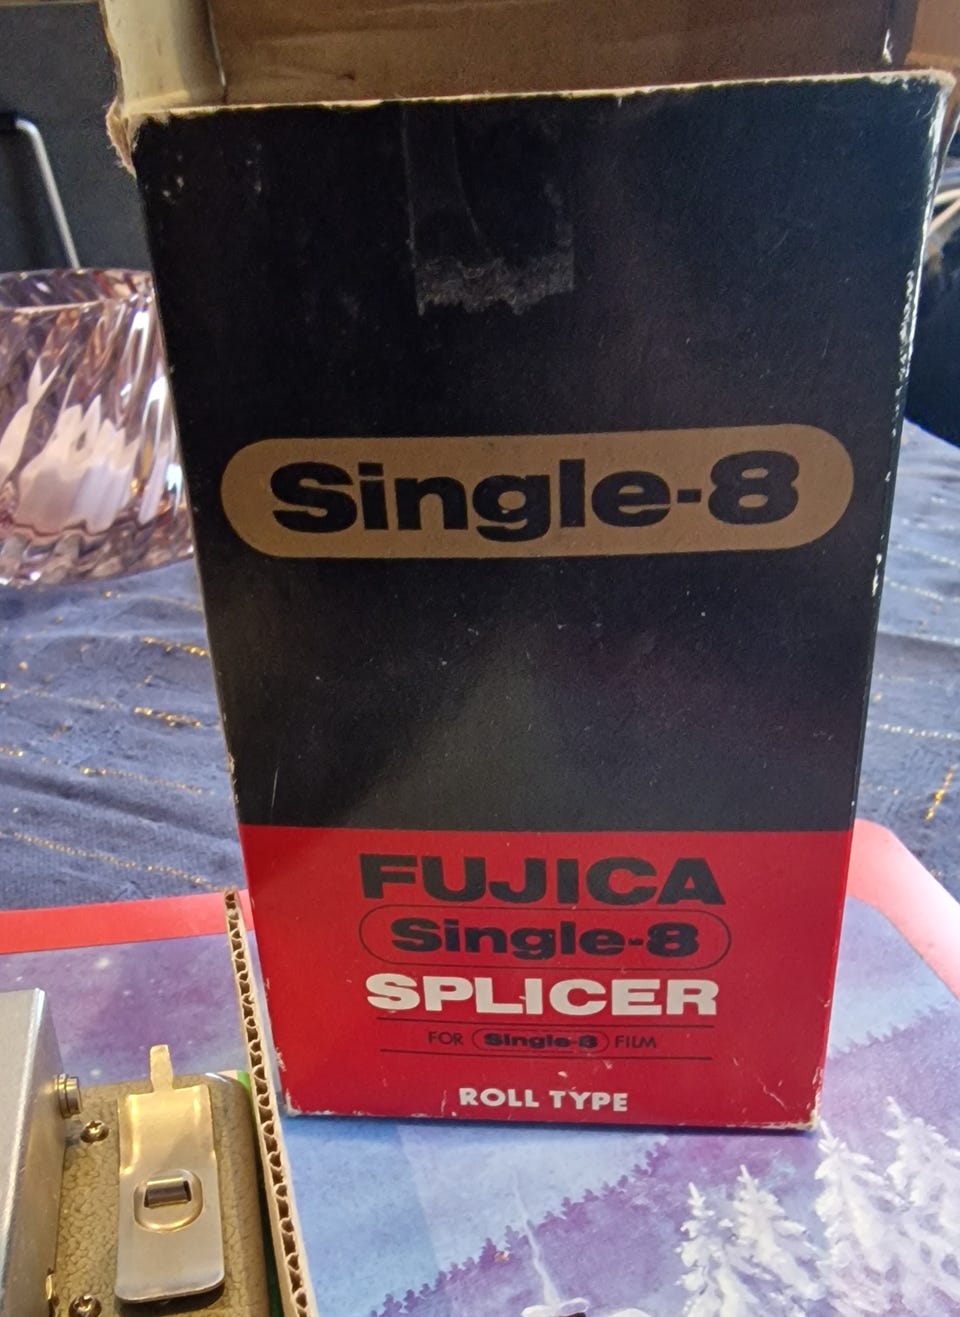 Single-8
FUJICA
Single-8
SPLICER
FOR Single-8 FILM
ROLL TYPE